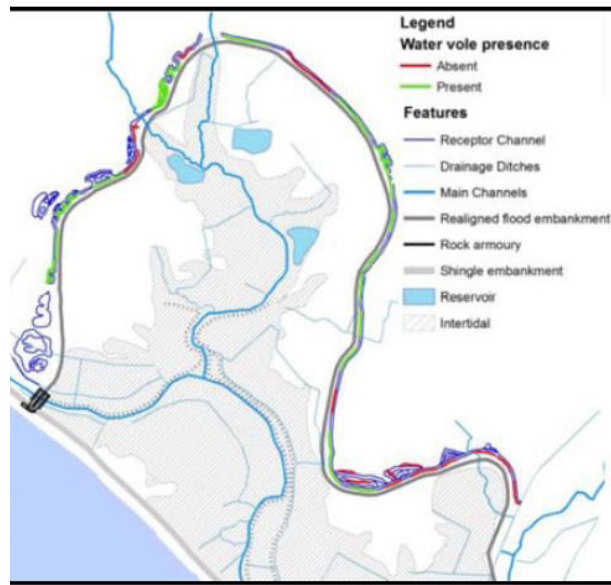 Legend
Water vole presence
Absent
Present
Features
Receptor Channel
Drainage Ditches
Main Channels
Realigned flood embankment
Rock armoury
Shingle embankment
Reservoir
Intertidal